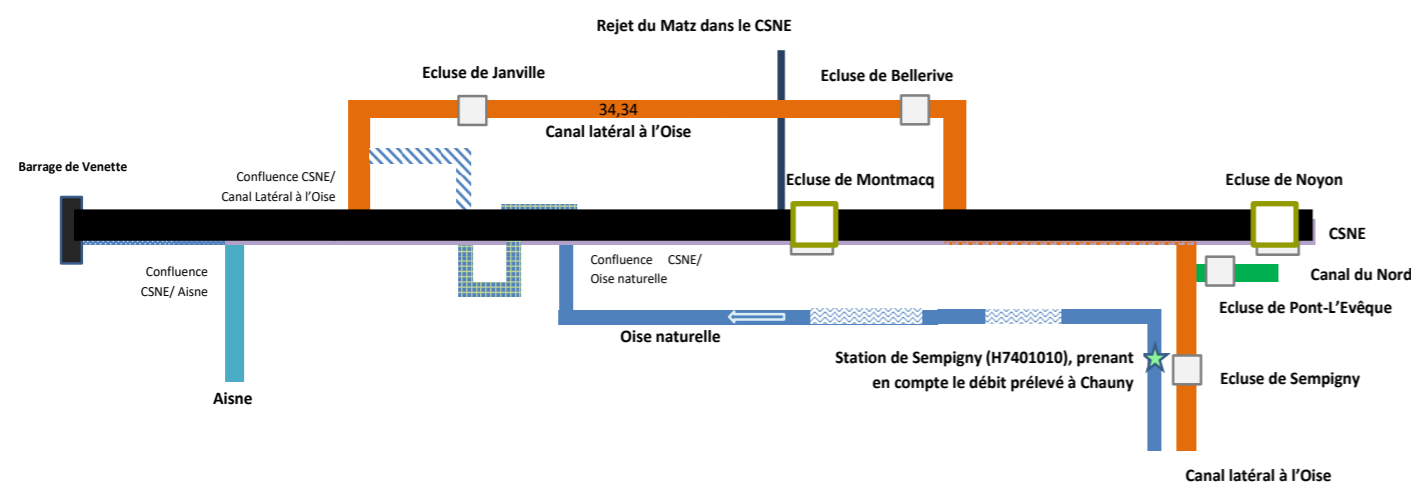 Rejet du Matz dans le CSNE
Ecluse de Janville
Ecluse de Bellerive
34,34
Canal latéral à l'Oise
Barrage de Venette
Confluence CSNE/
Canal Latéral à l'Oise
Ecluse de Montmacq
Ecluse de Noyon
CSNE
Confluence
CSNE/ Aisne
Confluence CSNE/
Oise naturelle
Canal du Nord
Ecluse de Pont-L'Evêque
Oise naturelle
Station de Sempigny (H7401010), prenant
en compte le débit prélevé à Chauny
Ecluse de Sempigny
Aisne
Canal latéral à l'Oise